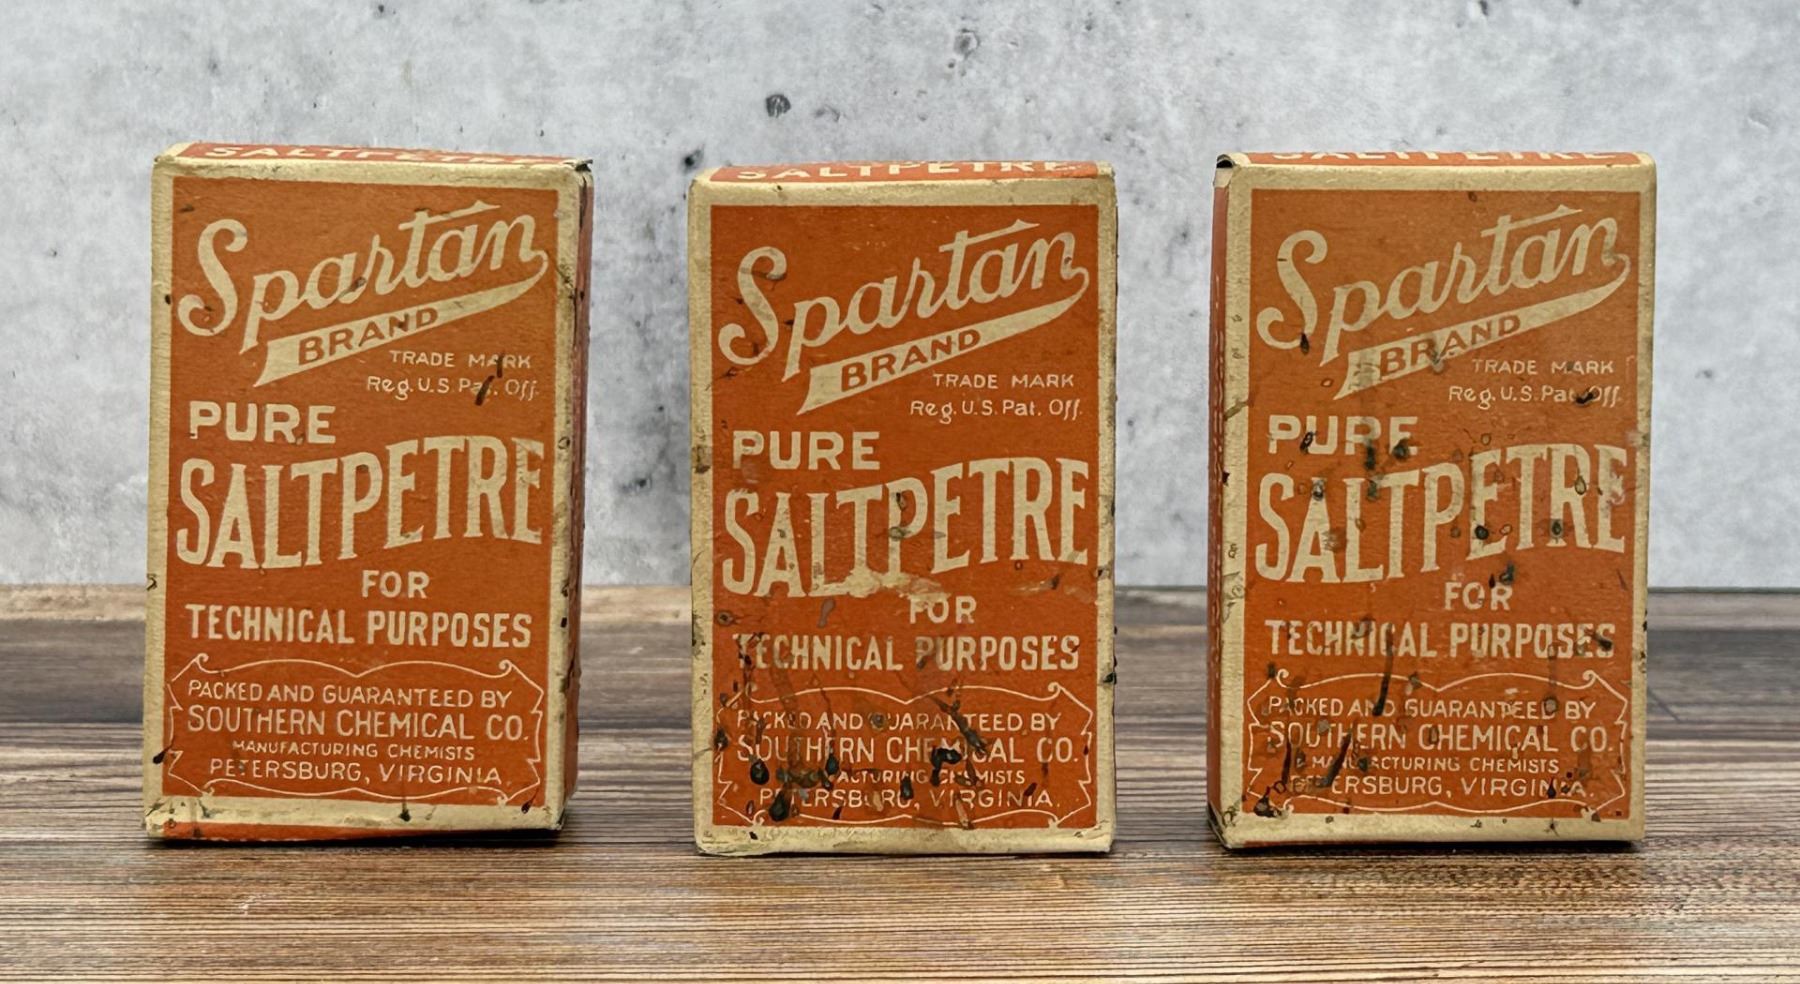 SALTPETRE
Spartan
BRAND
TRADE MARK
Reg. U.S. Pat. Off.
PURE
SALTPETRE
FOR
TECHNICAL PURPOSES
PACKED AND GUARANTEED BY
SOUTHERN CHEMICAL CO.
MANUFACTURING CHEMISTS
PETERSBURG, VIRGINIA
SALTPETRE
Spartan
BRAND
TRADE MARK
Reg. U.S. Pat. Off.
PURE
SALTPETRE
FOR
TECHNICAL PURPOSES
PACKED AND GUARANTEED BY
SOUTHERN CHEMICAL CO.
MANUFACTURING CHEMISTS
PETERSBURG, VIRGINIA.
SALTPETRE
Spartan
BRAND
TRADE MARK
Reg. U.S. Pat. Off.
PURE
SALTPETRE
FOR
TECHNICAL PURPOSES
PACKED AND GUARANTEED BY
SOUTHERN CHEMICAL CO.
MANUFACTURING CHEMISTS
PETERSBURG, VIRGINIA.